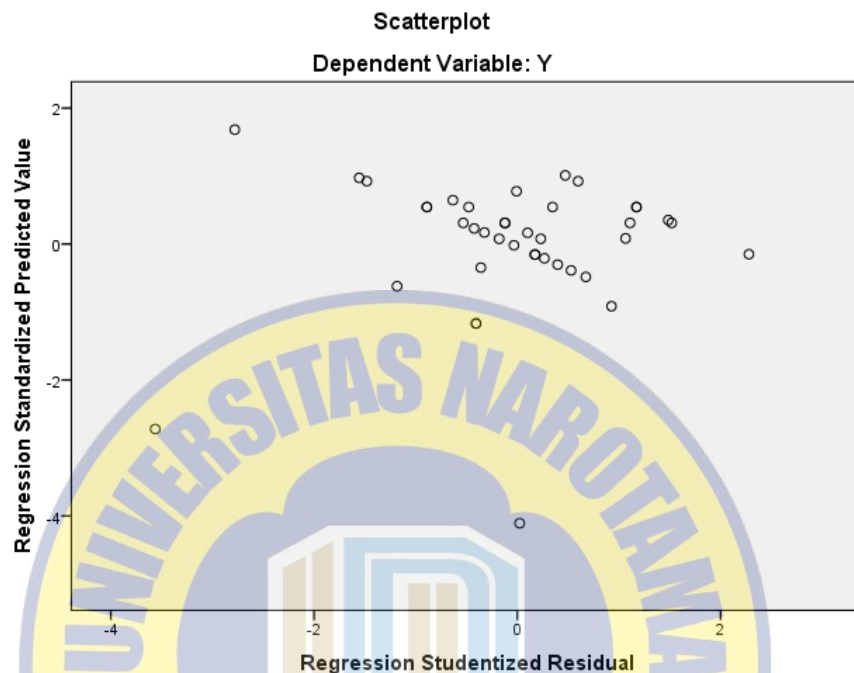 Scatterplot
Dependent Variable: Y
Regression Standardized Predicted Value
2
0
-2
-4
-4
-2
0
2
Regression Studentized Residual
UNIVERSITAS NAROTAMA